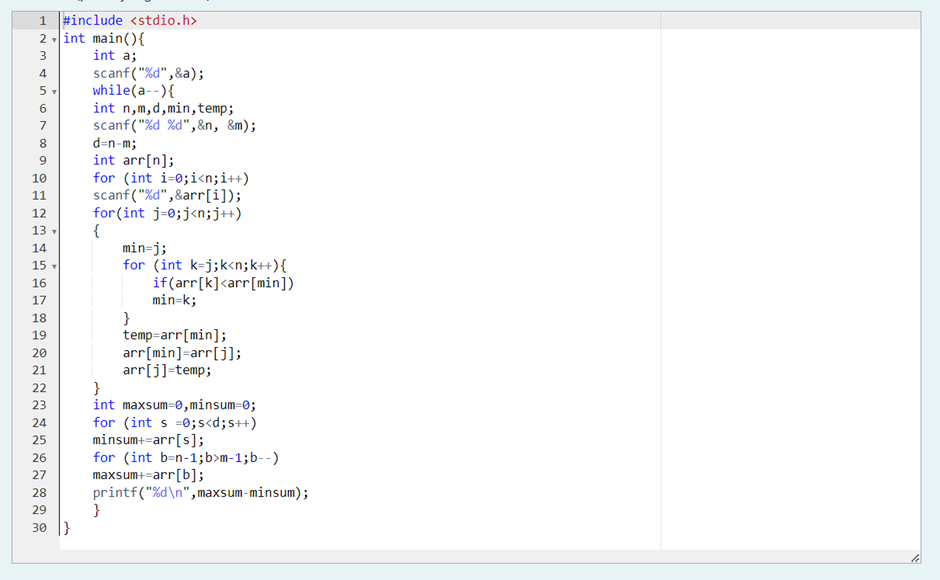 1 #include <stdio.h>
2 int main(){
3     int a;
4     scanf("%d",&a);
5     while(a--){
6     int n,m,d,min,temp;
7     scanf("%d %d",&n, &m);
8     d=n-m;
9     int arr[n];
10     for (int i=0;i<n;i++)
11     scanf("%d",&arr[i]);
12     for(int j=0;j<n;j++)
13     {
14         min=j;
15         for (int k=j;k<n;k++){
16             if(arr[k]<arr[min])
17             min=k;
18         }
19         temp=arr[min];
20         arr[min]=arr[j];
21         arr[j]=temp;
22     }
23     int maxsum=0,minsum=0;
24     for (int s =0;s<d;s++)
25     minsum+=arr[s];
26     for (int b=n-1;b>m-1;b--)
27     maxsum+=arr[b];
28     printf("%d\n",maxsum-minsum);
29     }
30 }